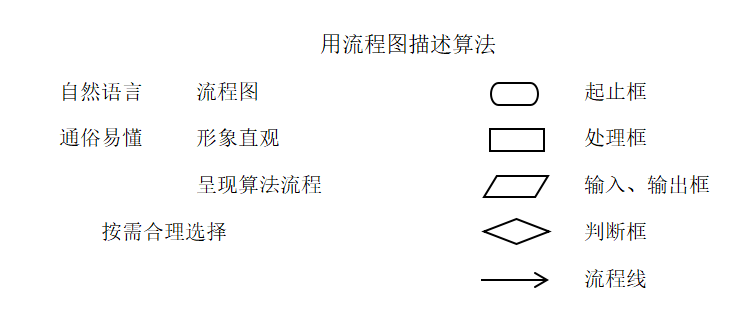 用流程图描述算法
自然语言 流程图 起止框
通俗易懂 形象直观 处理框
呈现算法流程 输入、输出框
按需合理选择 判断框
流程线